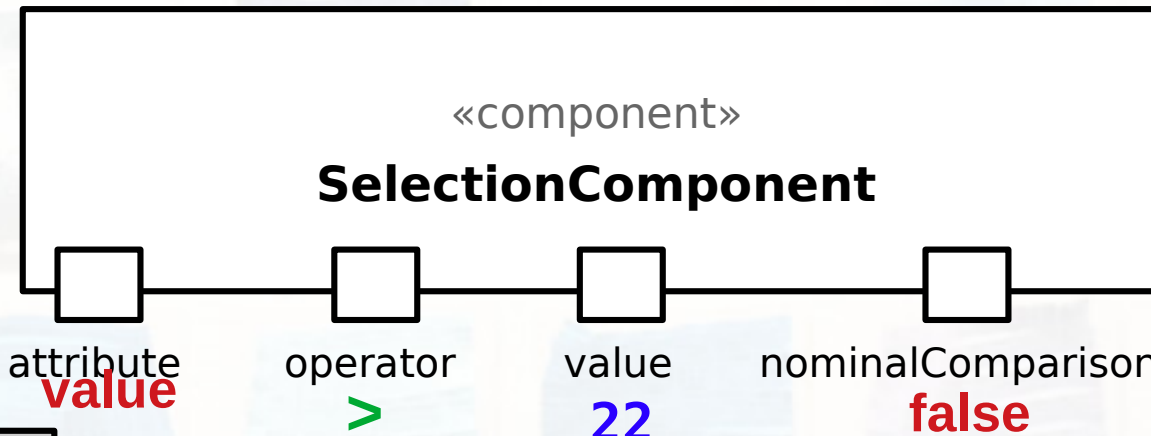 «component»
SelectionComponent
attribute operator value nominalComparison
value > 22 false